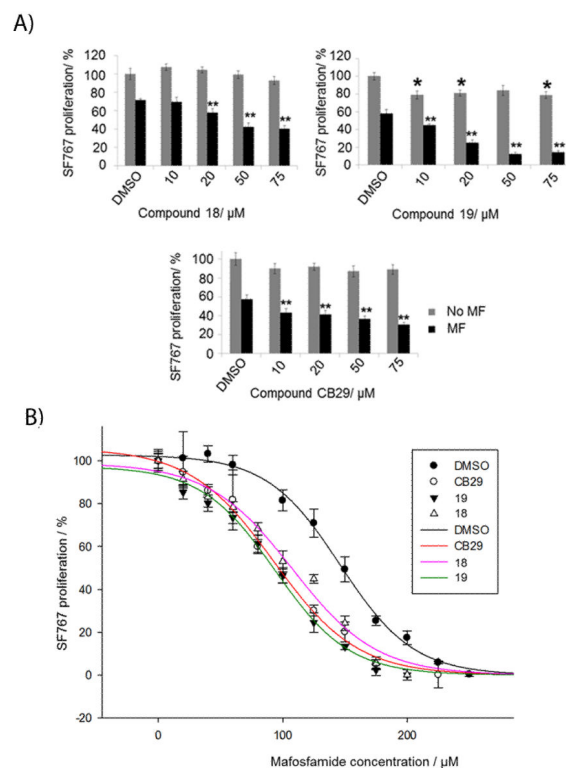 A)
SF767 proliferation/ %
120
100
80
60
40
20
0
** ** **
DMSO 10 20 50 75
Compound 18/ µM
SF767 proliferation/ %
120
100
80
60
40
20
0
* * *
** ** ** **
DMSO 10 20 50 75
Compound 19/ µM
SF767 proliferation/ %
100
80
60
40
20
0
** ** ** **
DMSO 10 20 50 75
Compound CB29/ µM
No MF
MF
B)
SF767 proliferation / %
100
80
60
40
20
0
-20
0 100 200
Mafosfamide concentration / µM
DMSO
CB29
19
18
DMSO
CB29
18
19